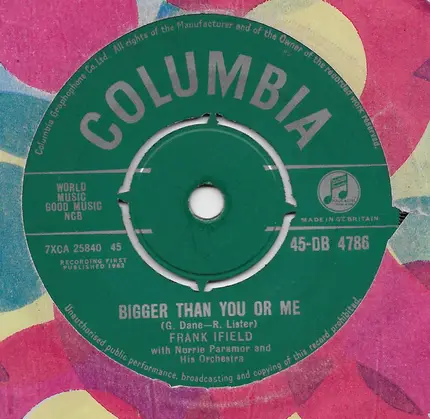 Columbia Graphophone Co. Ltd. All rights of the Manufacturer and of the Owner of the recorded work reserved.
COLUMBIA
WORLD
MUSIC
GOOD MUSIC
NCB
MADE IN GT. BRITAIN
7XCA 25840 45
RECORDING FIRST
PUBLISHED 1962
45-DB 4786
BIGGER THAN YOU OR ME
(G. Dane—R. Lister)
FRANK IFIELD
with Norrie Paramor and
His Orchestra
Unauthorised public performance, broadcasting and copying of this record prohibited.